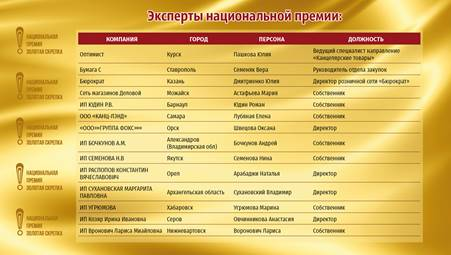 Эксперты национальной премии:
НАЦИОНАЛЬНАЯ
ПРЕМИЯ
ЗОЛОТАЯ СКРЕПКА
НАЦИОНАЛЬНАЯ
ПРЕМИЯ
ЗОЛОТАЯ СКРЕПКА
НАЦИОНАЛЬНАЯ
ПРЕМИЯ
ЗОЛОТАЯ СКРЕПКА
НАЦИОНАЛЬНАЯ
ПРЕМИЯ
ЗОЛОТАЯ СКРЕПКА
НАЦИОНАЛЬНАЯ
ПРЕМИЯ
ЗОЛОТАЯ СКРЕПКА
КОМПАНИЯ ГОРОД ПЕРСОНА ДОЛЖНОСТЬ
Оптимист Курск Пашкова Юлия Ведущий специалист направление
«Канцелярские товары»
Бумага С Ставрополь Семеняк Вера Руководитель отдела закупок
Бюрократ Казань Дмитриенко Юлия Директор розничной сети «Бюрократ»
Сеть магазинов Деловой Можайск Астафьева Мария Собственник
ИП ЮДИН Р.В. Барнаул Юдин Роман Собственник
ООО «КАНЦ-ЛЭНД» Самара Лубяная Елена Собственник
«ООО»»ГРУППА ФОКС»»» Орск Швецова Оксана Директор
ИП БОЧКУНОВ А.М. Александров
(Владимирская обл) Бочкунов Андрей Собственник
ИП СЕМЕНОВА Н.В Якутск Семенова Нина Собственник
ИП РАСПОПОВ КОНСТАНТИН
ВЯЧЕСЛАВОВИЧ Орел Арабаджи Наталья Директор
ИП СУХАНОВСКАЯ МАРГАРИТА
ПАВЛОВНА Архангельская область Сухановский Владимир Директор
ИП УГРЮМОВА Хабаровск Угрюмова Марина Собственник
ИП Козяр Ирина Ивановна Серов Овчинникова Анастасия Директор
ИП Воронович Лариса Михайловна Нижневартовск Воронович Лариса Собственник